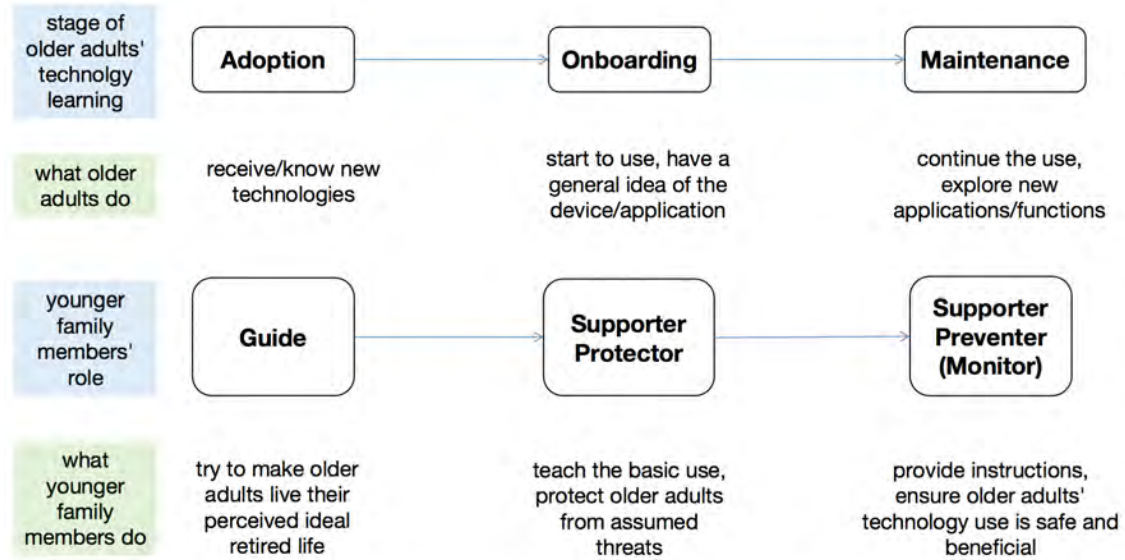 stage of
older adults'
technolgy
learning
Adoption
Onboarding
Maintenance
what older
adults do
receive/know new
technologies
start to use, have a
general idea of the
device/application
continue the use,
explore new
applications/functions
younger
family
members'
role
Guide
Supporter
Protector
Supporter
Preventer
(Monitor)
what
younger
family
members do
try to make older
adults live their
perceived ideal
retired life
teach the basic use,
protect older adults
from assumed
threats
provide instructions,
ensure older adults'
technology use is safe and
beneficial